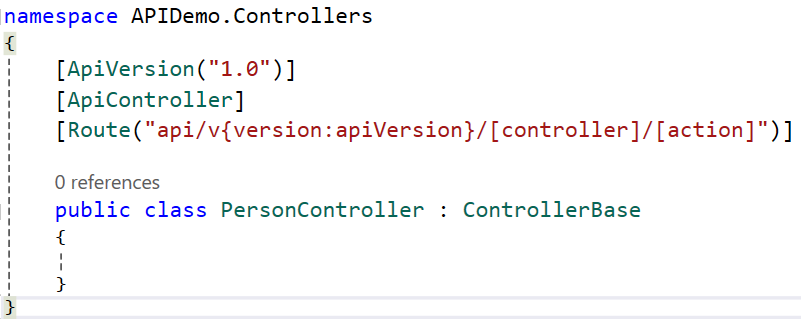 namespace APIDemo.Controllers
{
[ApiVersion("1.0")]
[ApiController]
[Route("api/v{version:apiVersion}/[controller]/[action]")]
0 references
public class PersonController : ControllerBase
{
}
}